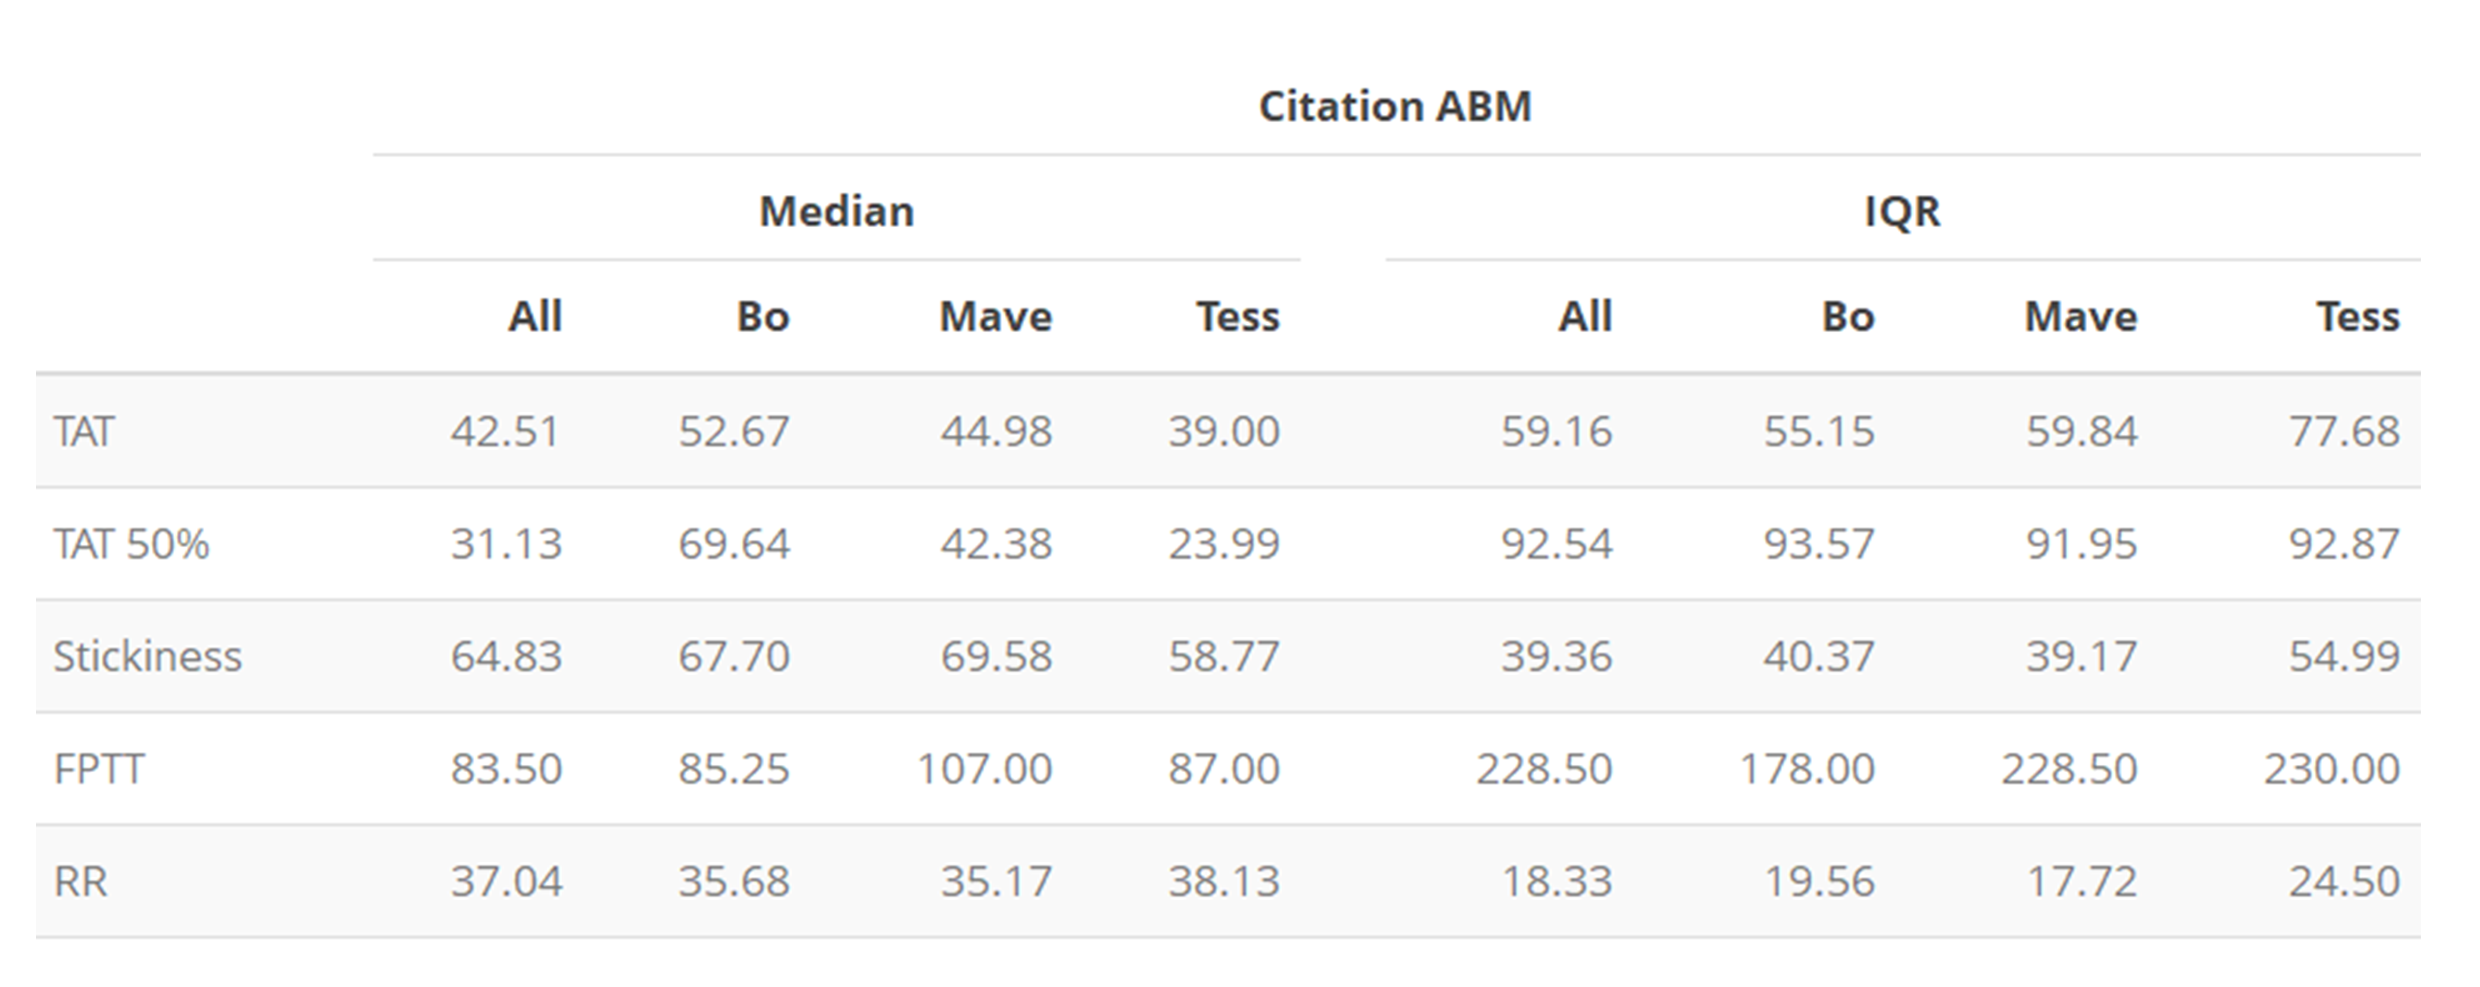 Citation ABM
Median IQR
All Bo Mave Tess All Bo Mave Tess
TAT 42.51 52.67 44.98 39.00 59.16 55.15 59.84 77.68
TAT 50% 31.13 69.64 42.38 23.99 92.54 93.57 91.95 92.87
Stickiness 64.83 67.70 69.58 58.77 39.36 40.37 39.17 54.99
FPTT 83.50 85.25 107.00 87.00 228.50 178.00 228.50 230.00
RR 37.04 35.68 35.17 38.13 18.33 19.56 17.72 24.50